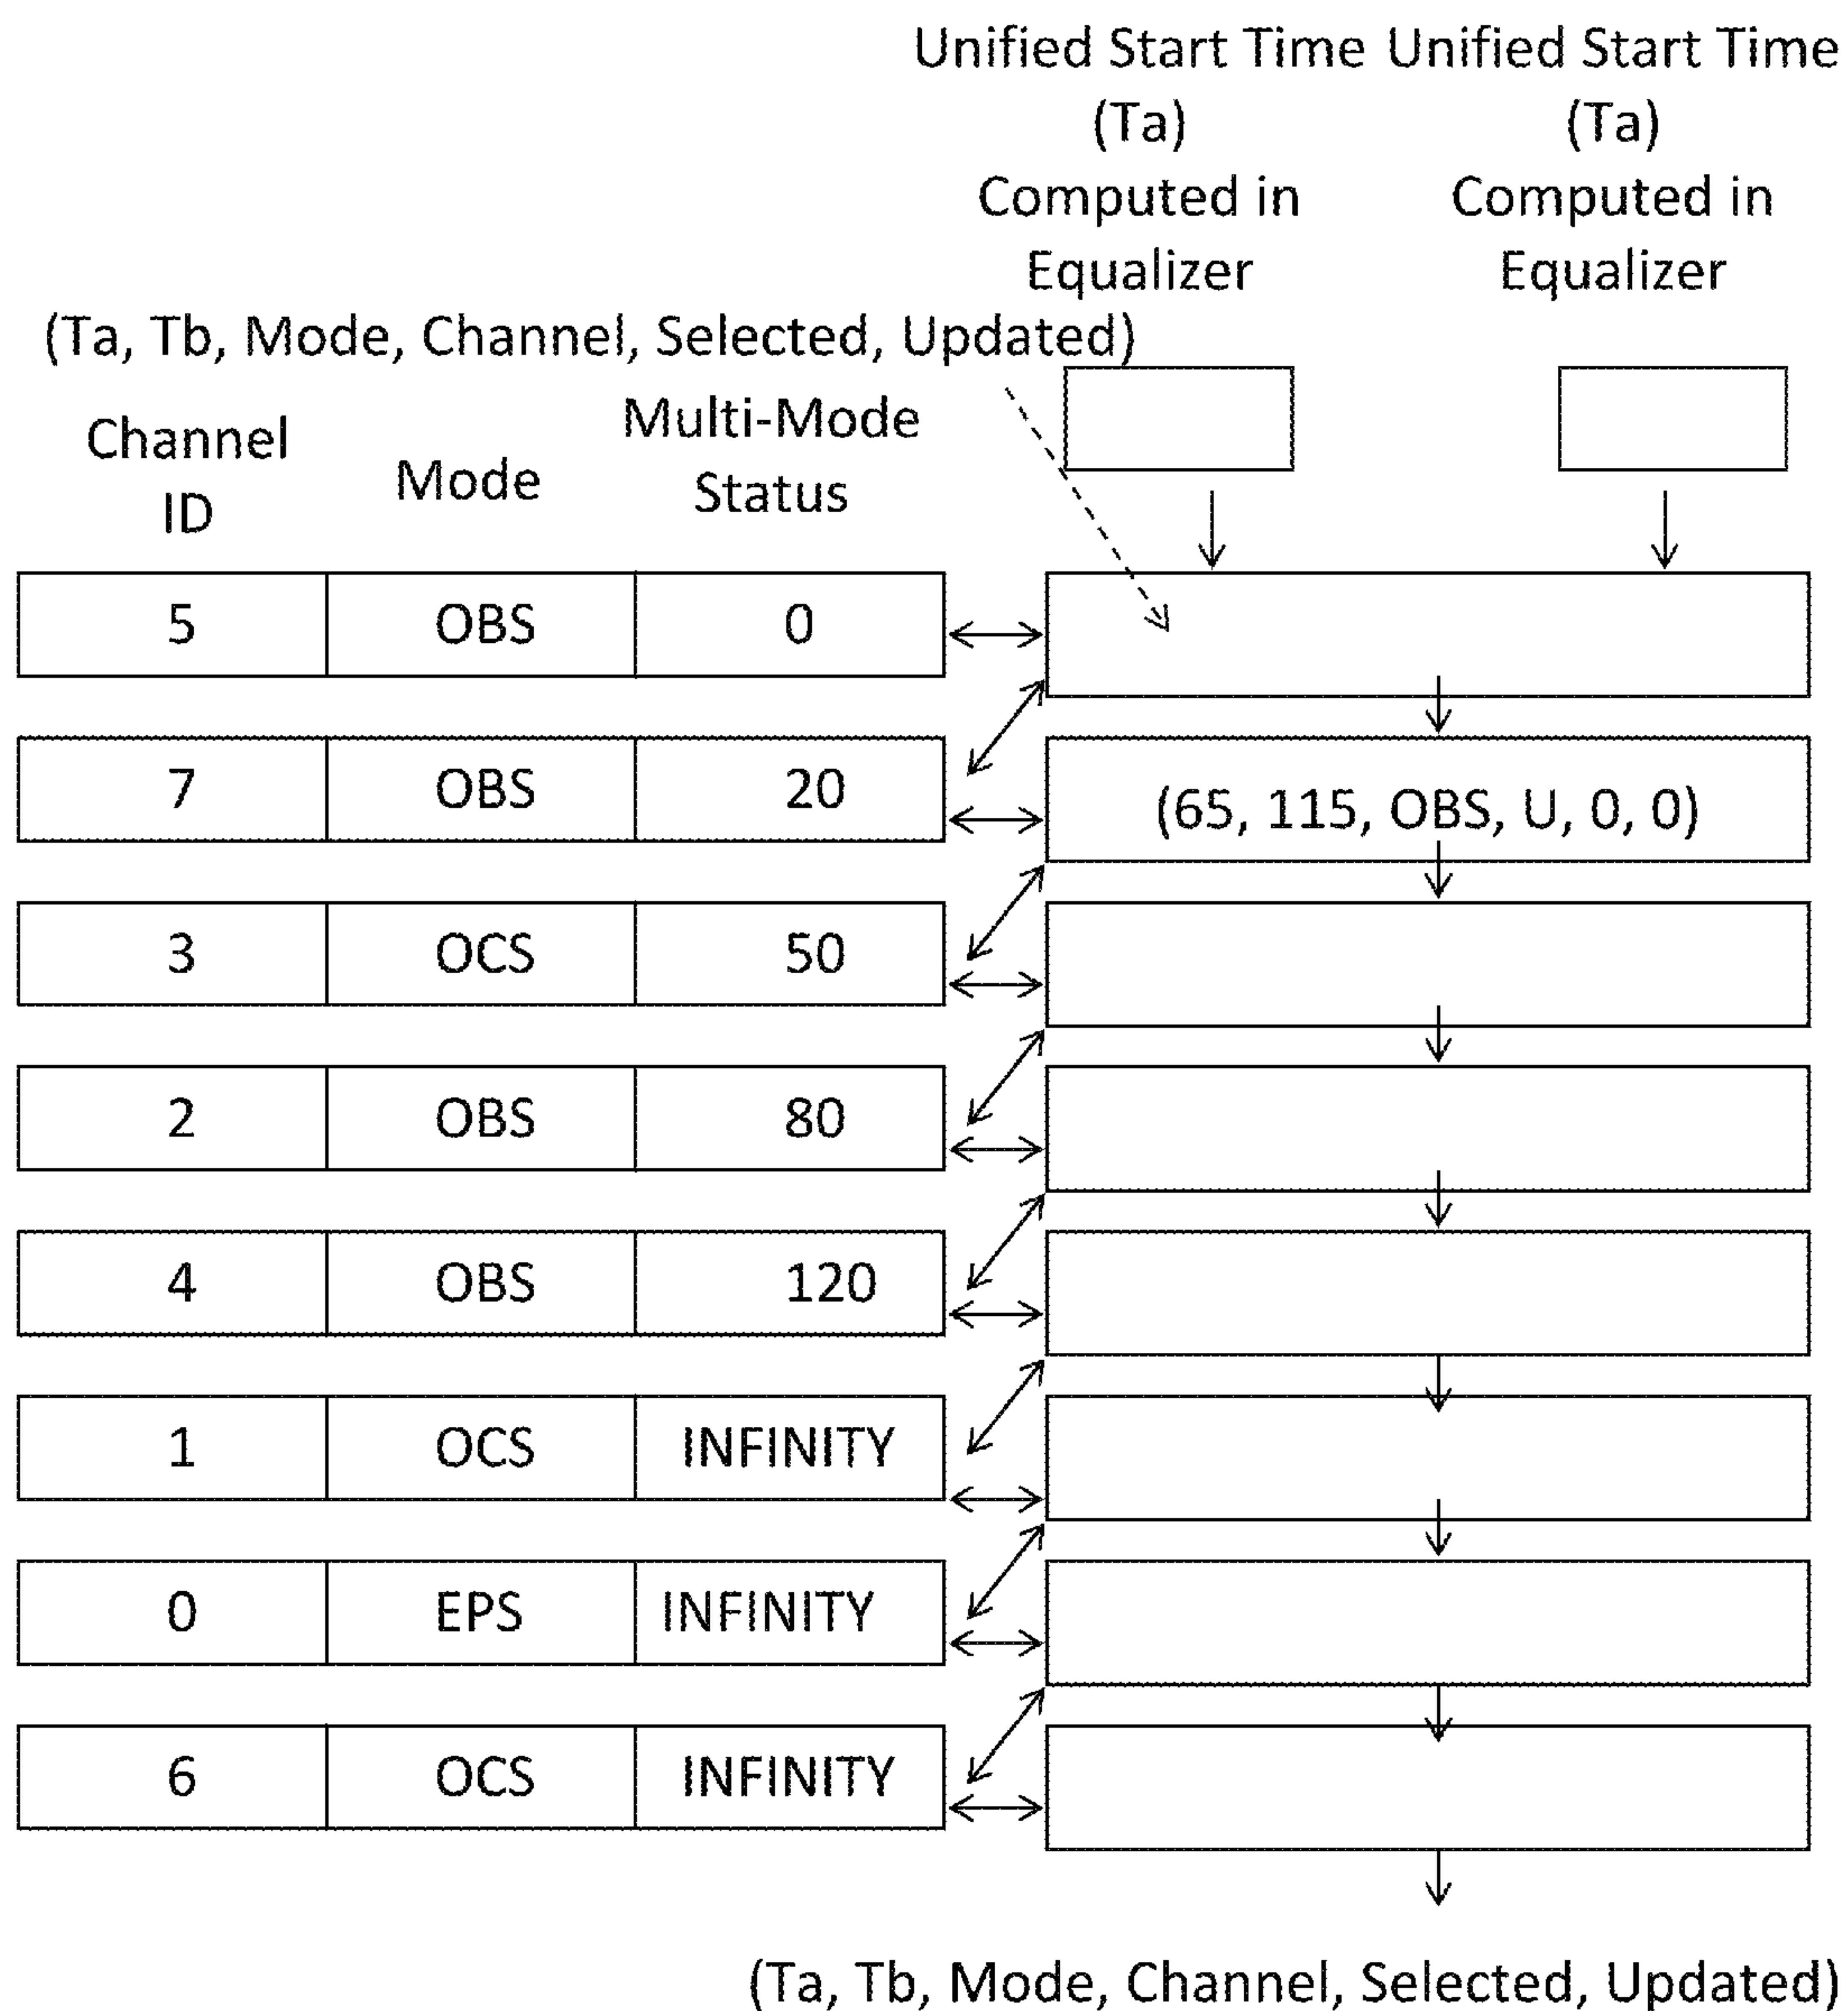 Unified Start Time Unified Start Time
(Ta) (Ta)
Computed in Computed in
Equalizer Equalizer
(Ta, Tb, Mode, Channel, Selected, Updated)
Channel ID
Mode
Multi-Mode Status
5 OBS 0
7 OBS 20
(65, 115, OBS, U, 0, 0)
3 OCS 50
2 OBS 80
4 OBS 120
1 OCS INFINITY
0 EPS INFINITY
6 OCS INFINITY
(Ta, Tb, Mode, Channel, Selected, Updated)